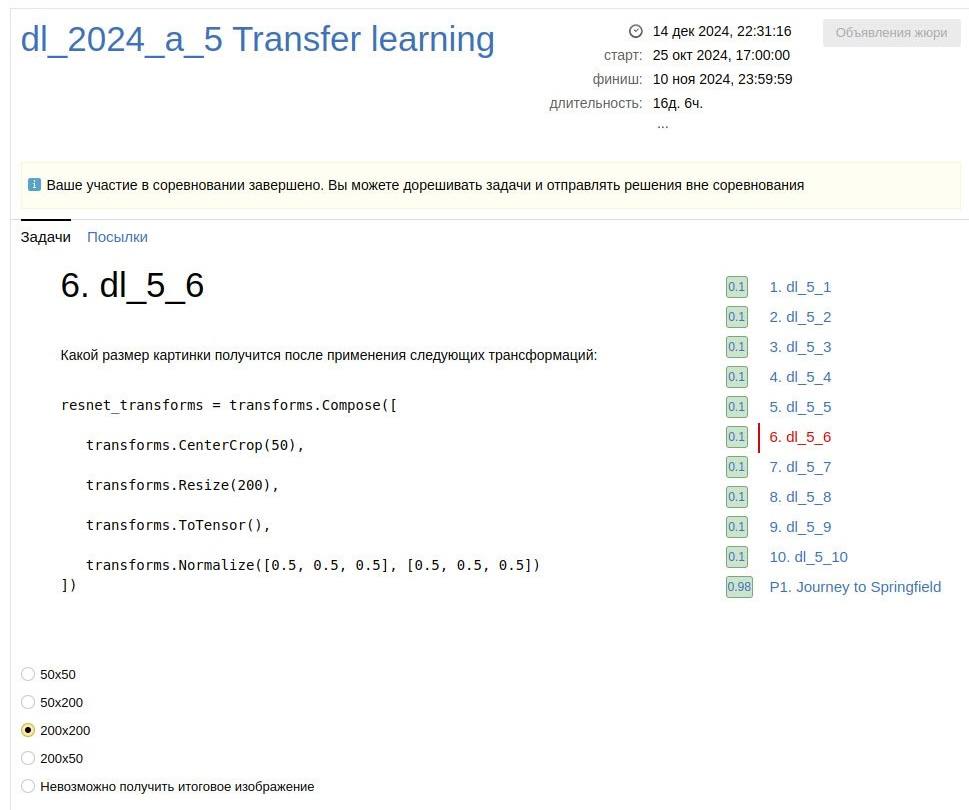 dl_2024_a_5 Transfer learning
14 дек 2024, 22:31:16
старт: 25 окт 2024, 17:00:00
финиш: 10 ноя 2024, 23:59:59
длительность: 16д. 6ч.
...
Объявления жюри
Ваше участие в соревновании завершено. Вы можете дорешивать задачи и отправлять решения вне соревнования
Задачи Посылки
6. dl_5_6
Какой размер картинки получится после применения следующих трансформаций:
resnet_transforms = transforms.Compose([
transforms.CenterCrop(50),
transforms.Resize(200),
transforms.ToTensor(),
transforms.Normalize([0.5, 0.5, 0.5], [0.5, 0.5, 0.5])
])
50x50
50x200
200x200
200x50
Невозможно получить итоговое изображение
0.1 1. dl_5_1
0.1 2. dl_5_2
0.1 3. dl_5_3
0.1 4. dl_5_4
0.1 5. dl_5_5
0.1 6. dl_5_6
0.1 7. dl_5_7
0.1 8. dl_5_8
0.1 9. dl_5_9
0.1 10. dl_5_10
0.98 P1. Journey to Springfield